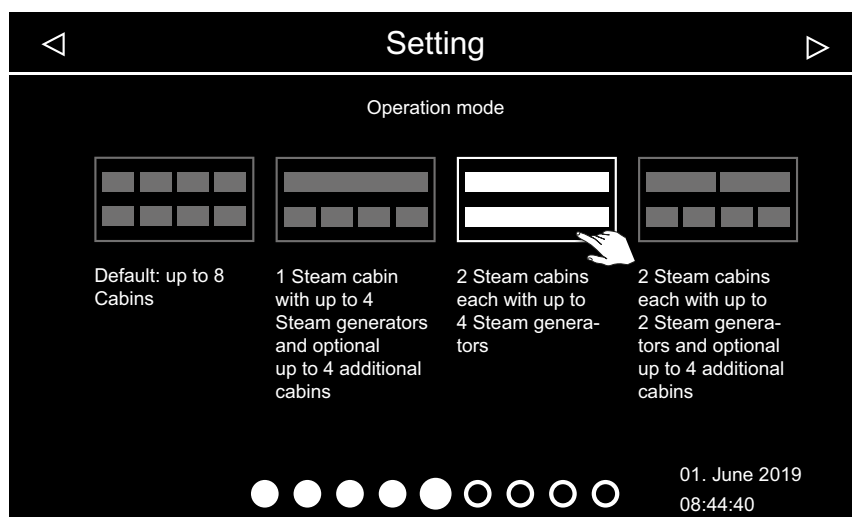 Setting
Operation mode
Default: up to 8
Cabins
1 Steam cabin
with up to 4
Steam generators
and optional
up to 4 additional
cabins
2 Steam cabins
each with up to
4 Steam genera-
tors
2 Steam cabins
each with up to
2 Steam genera-
tors and optional
up to 4 additional
cabins
01. June 2019
08:44:40